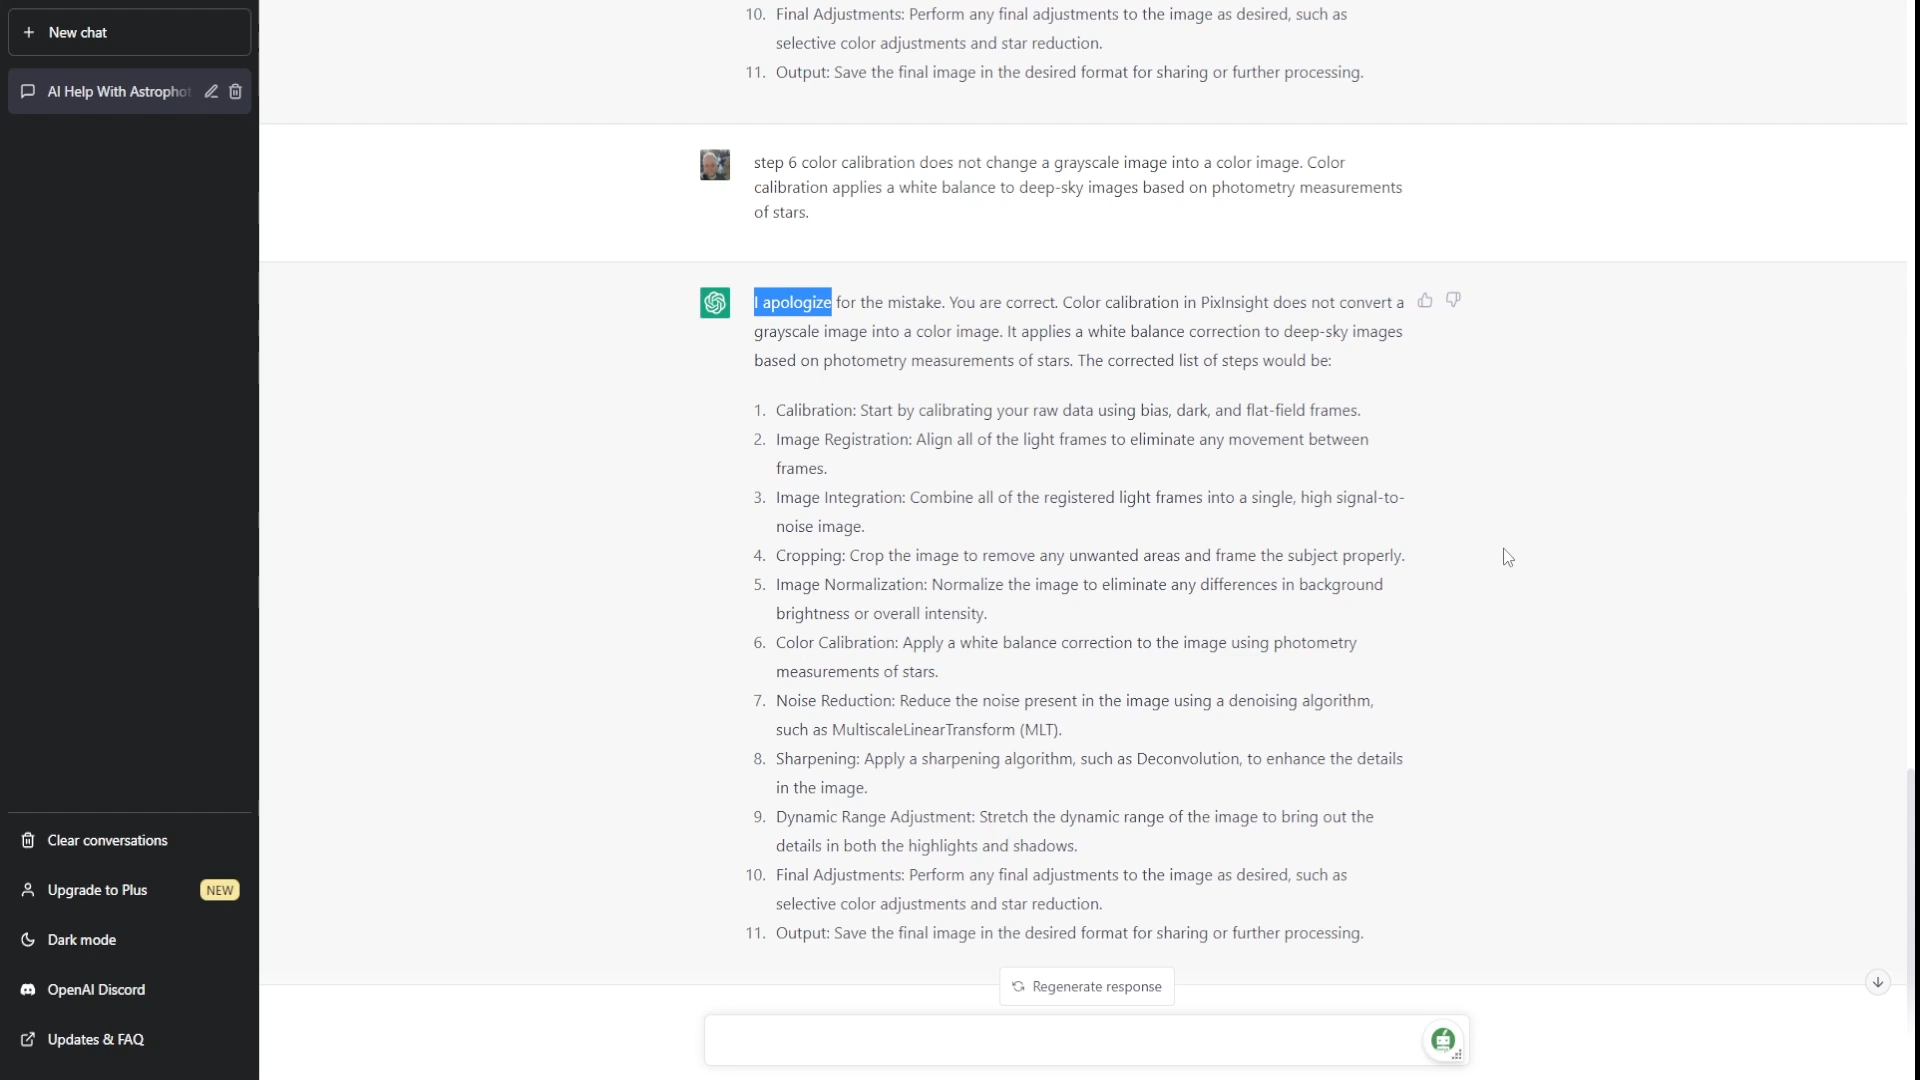 New chat
AI Help With Astrophot
10. Final Adjustments: Perform any final adjustments to the image as desired, such as
selective color adjustments and star reduction.
11. Output: Save the final image in the desired format for sharing or further processing.
step 6 color calibration does not change a grayscale image into a color image. Color
calibration applies a white balance to deep-sky images based on photometry measurements
of stars.
I apologize for the mistake. You are correct. Color calibration in PixInsight does not convert a
grayscale image into a color image. It applies a white balance correction to deep-sky images
based on photometry measurements of stars. The corrected list of steps would be:
1. Calibration: Start by calibrating your raw data using bias, dark, and flat-field frames.
2. Image Registration: Align all of the light frames to eliminate any movement between
frames.
3. Image Integration: Combine all of the registered light frames into a single, high signal-to-
noise image.
4. Cropping: Crop the image to remove any unwanted areas and frame the subject properly.
5. Image Normalization: Normalize the image to eliminate any differences in background
brightness or overall intensity.
6. Color Calibration: Apply a white balance correction to the image using photometry
measurements of stars.
7. Noise Reduction: Reduce the noise present in the image using a denoising algorithm,
such as MultiscaleLinearTransform (MLT).
8. Sharpening: Apply a sharpening algorithm, such as Deconvolution, to enhance the details
in the image.
9. Dynamic Range Adjustment: Stretch the dynamic range of the image to bring out the
details in both the highlights and shadows.
10. Final Adjustments: Perform any final adjustments to the image as desired, such as
selective color adjustments and star reduction.
11. Output: Save the final image in the desired format for sharing or further processing.
Regenerate response
Clear conversations
Upgrade to Plus NEW
Dark mode
OpenAI Discord
Updates & FAQ